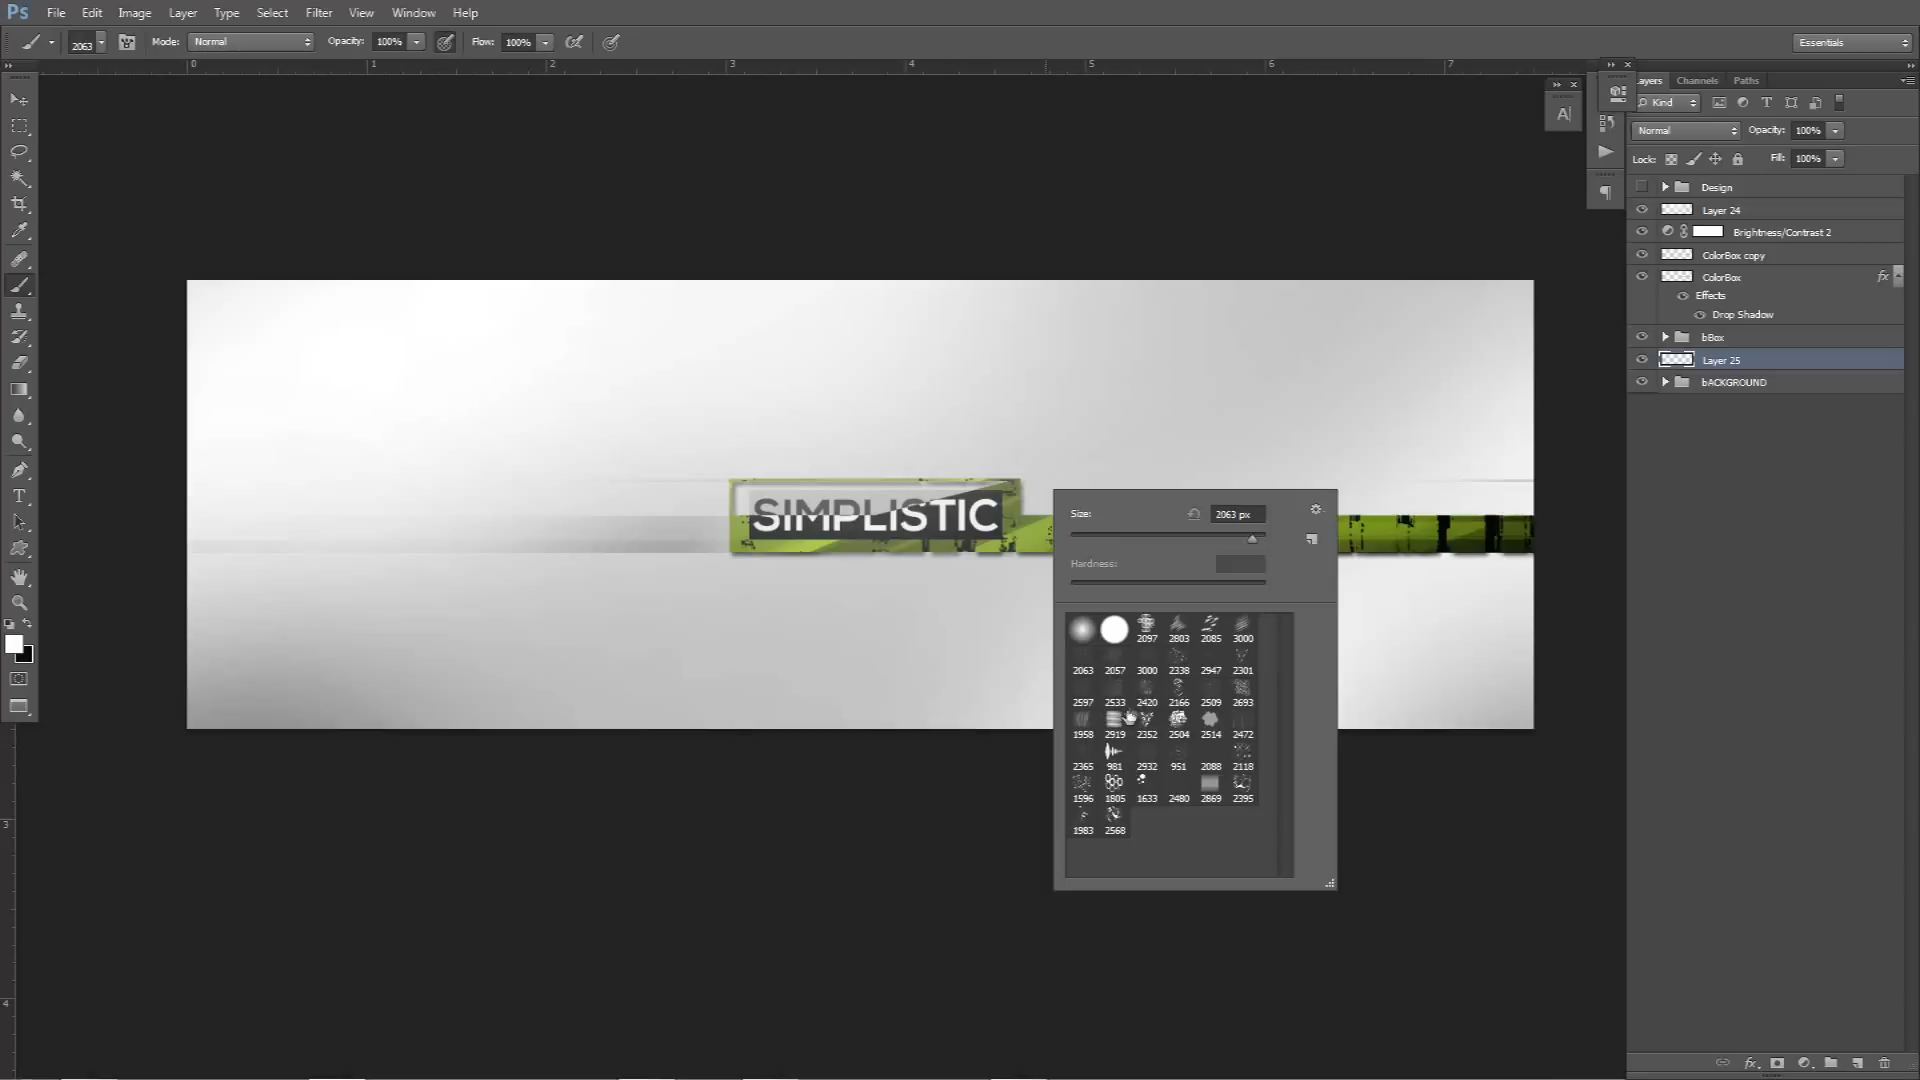 Ps File Edit Image Layer Type Select Filter View Window Help
2063 Mode: Normal Opacity: 100% Flow: 100% Essentials
0 1 2 3 4 5 6 7
Layers Channels Paths
Kind
Normal Opacity: 100%
Lock: Fill: 100%
Design
Layer 24
Brightness/Contrast 2
ColorBox copy
ColorBox fx
Effects
Drop Shadow
bBox
Layer 25
bACKGROUND
SIMPLISTIC
Size: 2063 px
Hardness:
2097 2803 2085 3000
2063 2057 3000 2338 2947 2301
2597 2533 2420 2166 2509 2693
1958 2919 2352 2504 2514 2472
2365 981 2932 951 2088 2118
1596 1805 1633 2480 2869 2395
1983 2568
3
4